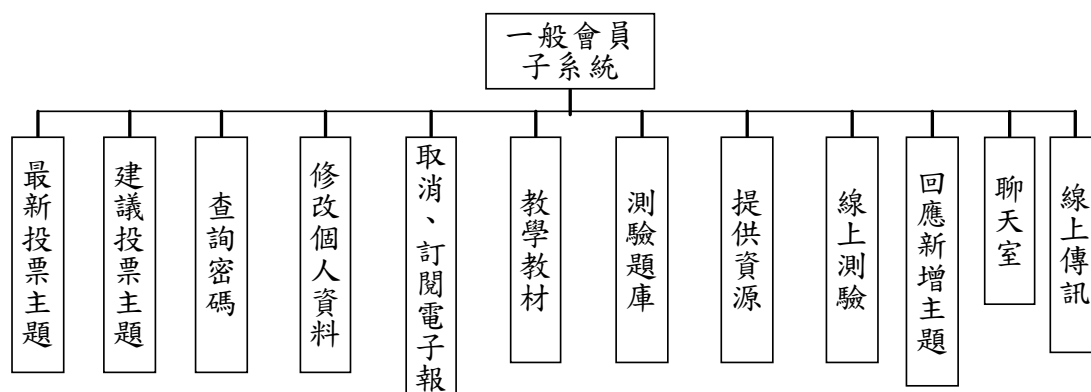 一般會員
子系統
最新投票主題
建議投票主題
查詢密碼
修改個人資料
取消、訂閱電子報
教學教材
測驗題庫
提供資源
線上測驗
回應新增主題
聊天室
線上傳訊